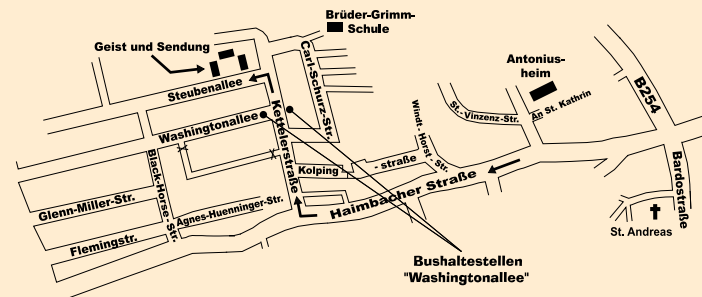 Brüder-Grimm-
Schule
Geist und Sendung
Carl-Schurz-Str.
Antonius-
heim
Steubenallee
B254
Kettelerstraße
An St. Kathrin
St.-Vinzenz-Str.
Windt-Horst-Str.
Washingtonallee
Black-Horse-Str.
Kolping
-straße
Haimbacher Straße
Bardostraße
Glenn-Miller-Str.
Agnes-Huenninger-Str.
Flemingstr.
St. Andreas
Bushaltestellen
"Washingtonallee"